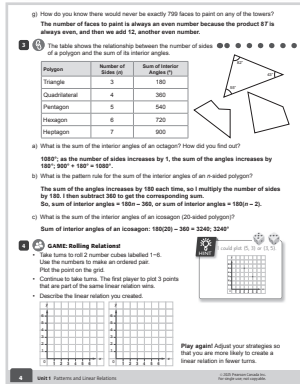 g) How do you know there would never be exactly 799 faces to paint on any of the towers?
The number of faces to paint is always an even number because the product 8? is
always even, and then we add 12, another even number.
3 The table shows the relationship between the number of sides
of a polygon and the sum of its interior angles.
Polygon Number of Sides (n) Sum of Interior Angles (°)
Triangle 3 180
Quadrilateral 4 360
Pentagon 5 540
Hexagon 6 720
Heptagon 7 900
a) What is the sum of the interior angles of an octagon? How did you find out?
1080°; as the number of sides increases by 1, the sum of the angles increases by
180°; 900° + 180° = 1080°.
b) What is the pattern rule for the sum of the interior angles of an n-sided polygon?
The sum of the angles increases by 180 each time, so I multiply the number of sides
by 180. I then subtract 360 to get the corresponding sum.
So, sum of interior angles = 180n – 360, or sum of interior angles = 180(n – 2).
c) What is the sum of the interior angles of an icosagon (20-sided polygon)?
Sum of interior angles of an icosagon: 180(20) – 360 = 3240; 3240°
4 GAME: Rolling Relations!
• Take turns to roll 2 number cubes labelled 1–6.
Use the numbers to make an ordered pair.
Plot the point on the grid.
• Continue to take turns. The first player to plot 3 points
that are part of the same linear relation wins.
• Describe the linear relation you created.
HINT
I could plot (5, 3) or (3, 5)
Play again! Adjust your strategies so
that you are more likely to create a
linear relation in fewer turns.
4 Unit 1 Patterns and Linear Relations
© 2025 Pearson Canada Inc.